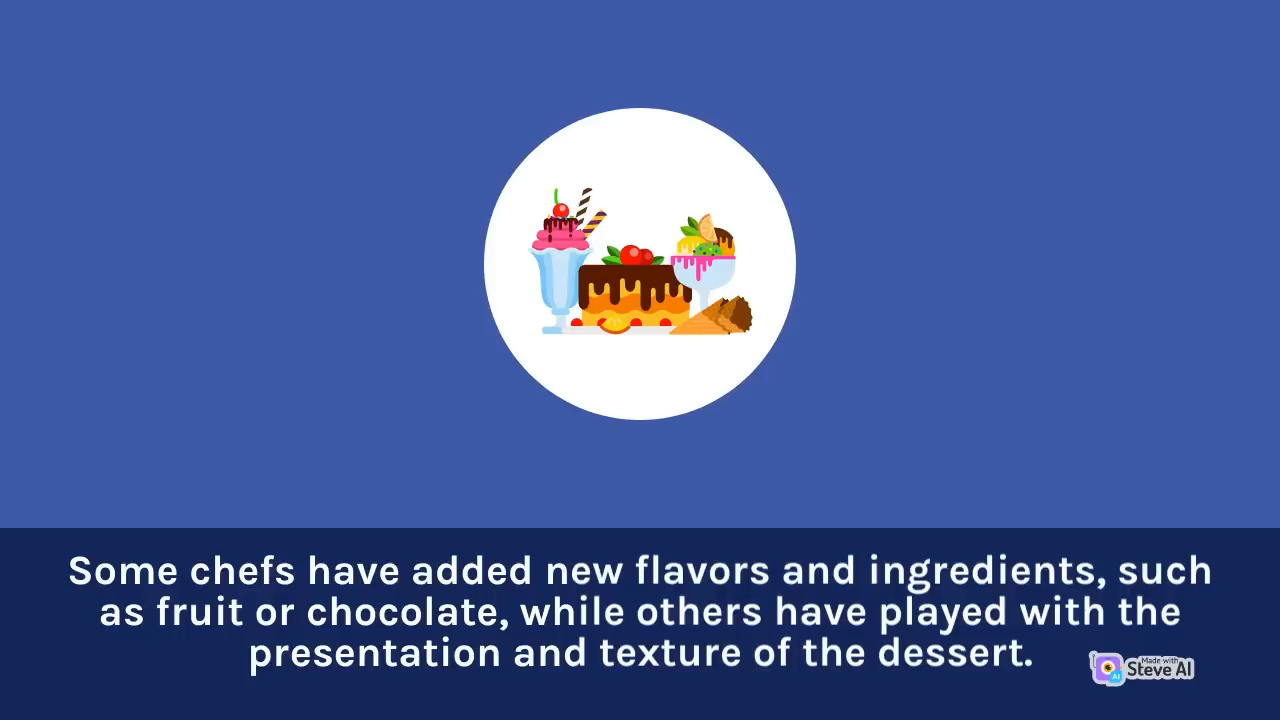 Some chefs have added new flavors and ingredients, such
as fruit or chocolate, while others have played with the
presentation and texture of the dessert.
Made with
Steve AI
AI